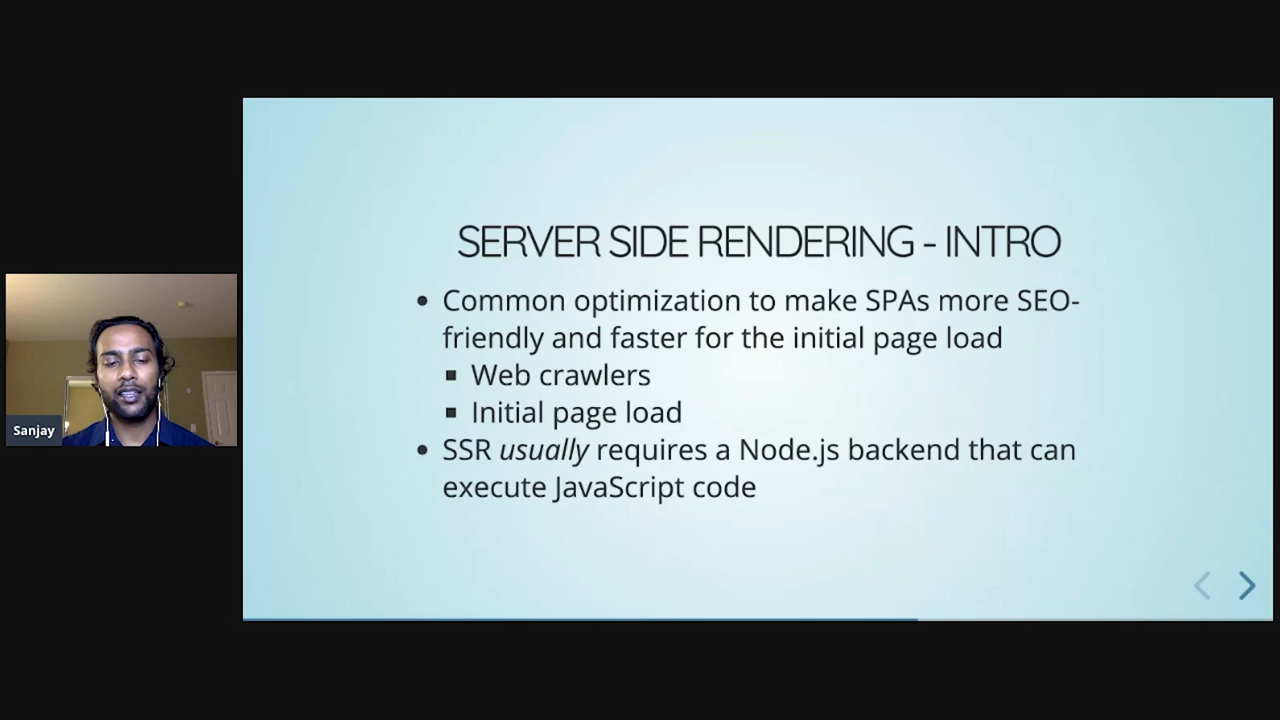 SERVER SIDE RENDERING - INTRO
• Common optimization to make SPAs more SEO-
friendly and faster for the initial page load
▪ Web crawlers
▪ Initial page load
• SSR usually requires a Node.js backend that can
execute JavaScript code
Sanjay